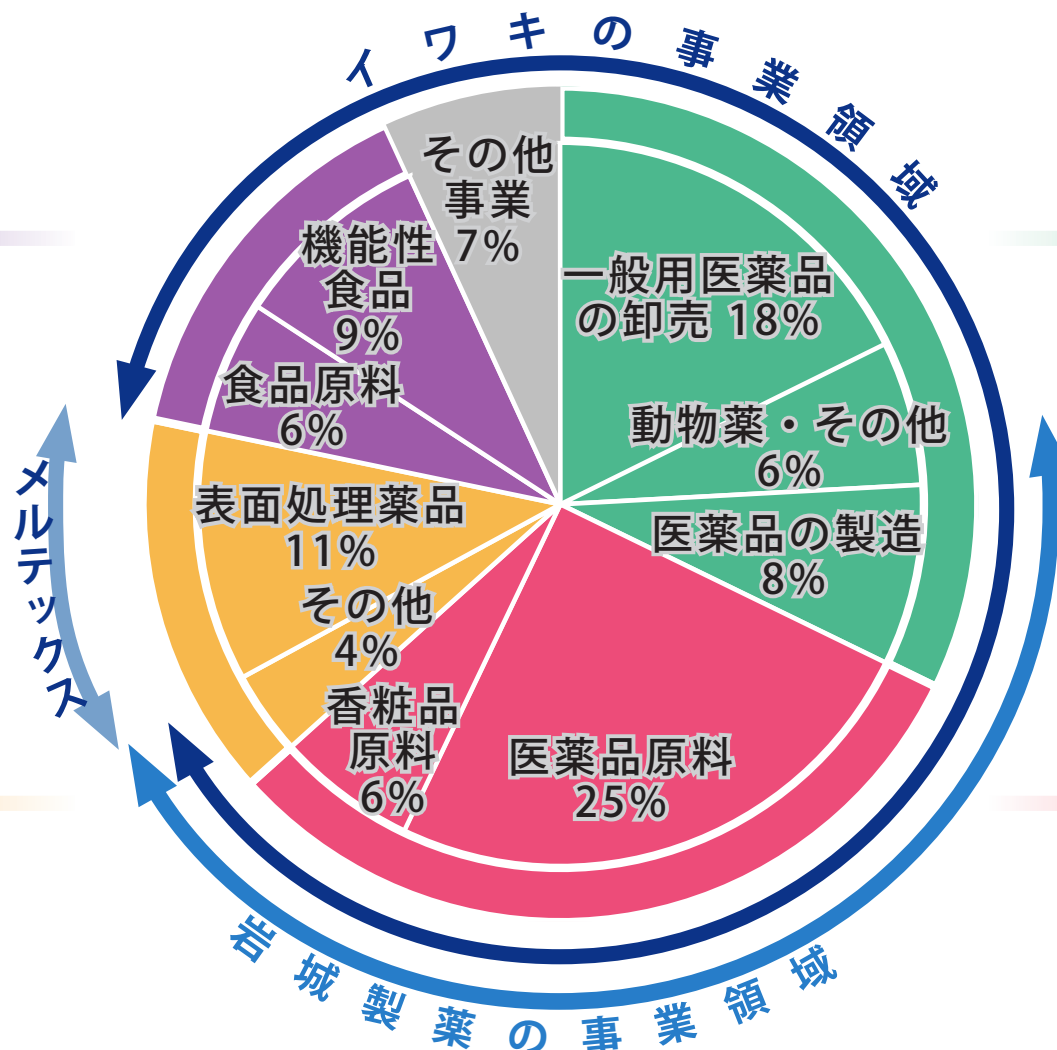 イワキの事業領域
その他
事業
7%
一般用医薬品
の卸売 18%
動物薬・その他
6%
医薬品の製造
8%
医薬品原料
25%
香粧品
原料
6%
その他
4%
表面処理薬品
11%
食品原料
6%
機能性
食品
9%
メルテックス
岩城製薬の事業領域